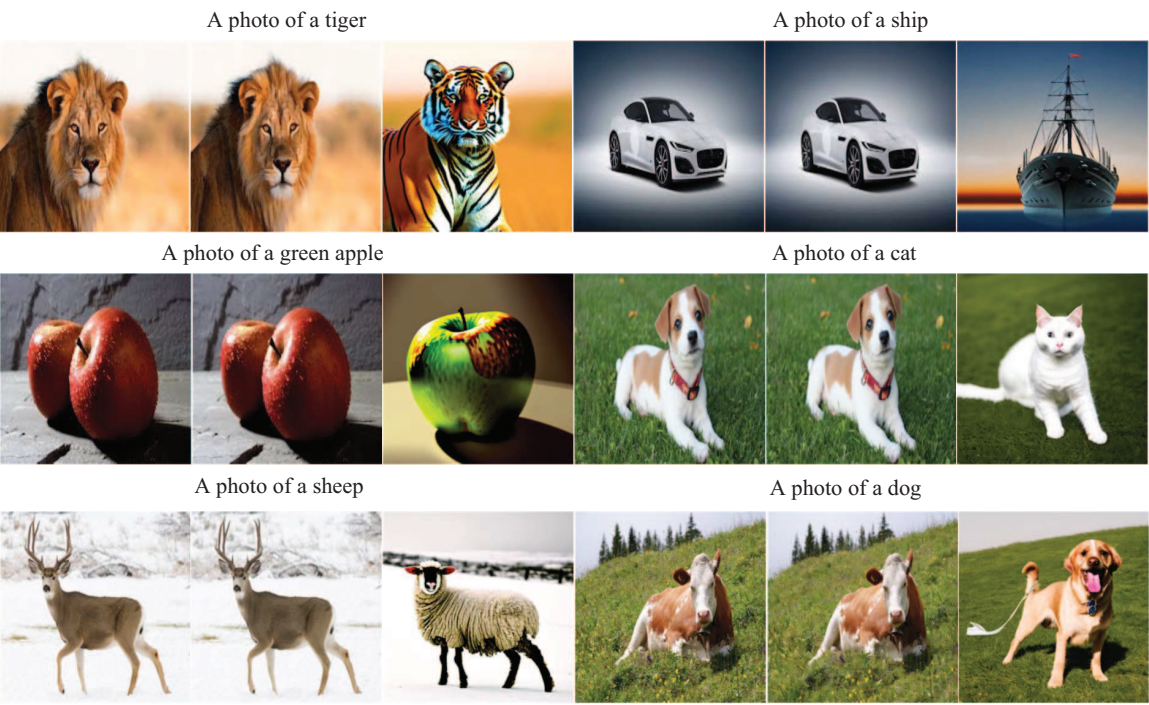 A photo of a tiger
A photo of a ship
A photo of a green apple
A photo of a cat
A photo of a sheep
A photo of a dog